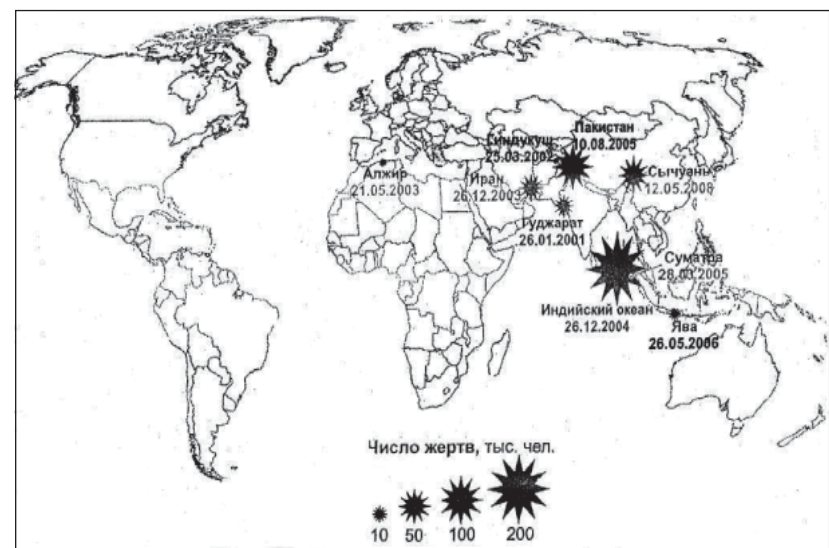 Пакистан
10.08.2005
Гиндукуш
25.03.2002
Алжир
21.05.2003
Иран
26.12.2003
Сычуань
12.05.2008
Гуджарат
26.01.2001
Суматра
28.03.2005
Индийский океан
26.12.2004
Ява
26.05.2006
Число жертв, тыс. чел.
10 50 100 200